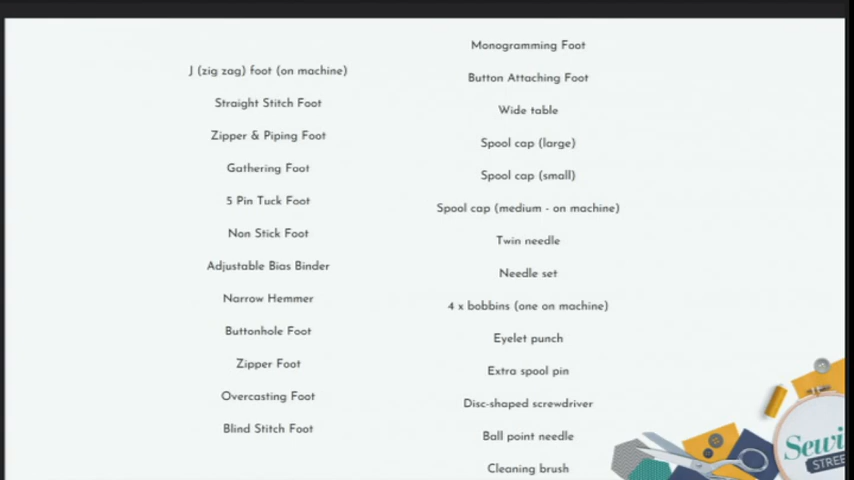 J (zig zag) foot (on machine)
Straight Stitch Foot
Zipper & Piping Foot
Gathering Foot
5 Pin Tuck Foot
Non Stick Foot
Adjustable Bias Binder
Narrow Hemmer
Buttonhole Foot
Zipper Foot
Overcasting Foot
Blind Stitch Foot
Monogramming Foot
Button Attaching Foot
Wide table
Spool cap (large)
Spool cap (small)
Spool cap (medium - on machine)
Twin needle
Needle set
4 x bobbins (one on machine)
Eyelet punch
Extra spool pin
Disc-shaped screwdriver
Ball point needle
Cleaning brush
Sewi
STREE